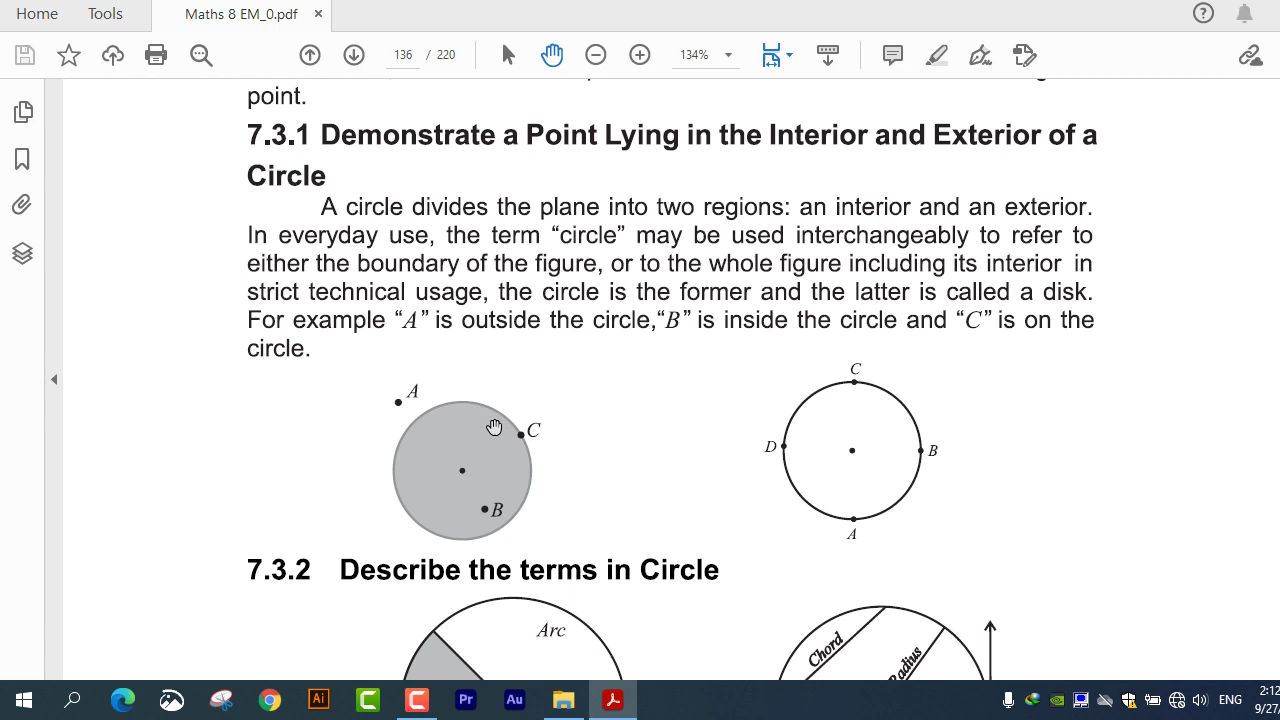 Home Tools Maths 8 EM_0.pdf ×
136 / 220 134%
point.
7.3.1 Demonstrate a Point Lying in the Interior and Exterior of a
Circle
A circle divides the plane into two regions: an interior and an exterior.
In everyday use, the term “circle” may be used interchangeably to refer to
either the boundary of the figure, or to the whole figure including its interior in
strict technical usage, the circle is the former and the latter is called a disk.
For example “A” is outside the circle,“B” is inside the circle and “C” is on the
circle.
A
C
B
C
D
B
A
7.3.2 Describe the terms in Circle
Arc
Chord
Radius
Ai Pr Au ENG 2:12
9/27/